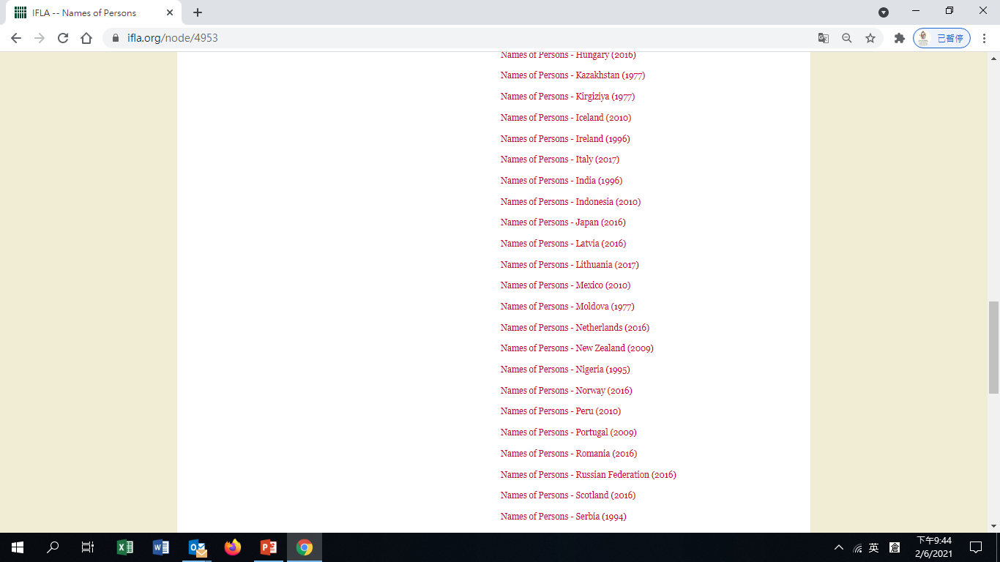 IFLA -- Names of Persons
ifla.org/node/4953
已暫停
Names of Persons - Hungary (2016)
Names of Persons - Kazakhstan (1977)
Names of Persons - Kirgiziya (1977)
Names of Persons - Iceland (2010)
Names of Persons - Ireland (1996)
Names of Persons - Italy (2017)
Names of Persons - India (1996)
Names of Persons - Indonesia (2010)
Names of Persons - Japan (2016)
Names of Persons - Latvia (2016)
Names of Persons - Lithuania (2017)
Names of Persons - Mexico (2010)
Names of Persons - Moldova (1977)
Names of Persons - Netherlands (2016)
Names of Persons - New Zealand (2009)
Names of Persons - Nigeria (1995)
Names of Persons - Norway (2016)
Names of Persons - Peru (2010)
Names of Persons - Portugal (2009)
Names of Persons - Romania (2016)
Names of Persons - Russian Federation (2016)
Names of Persons - Scotland (2016)
Names of Persons - Serbia (1994)
英 倉 下午9:44
2/6/2021